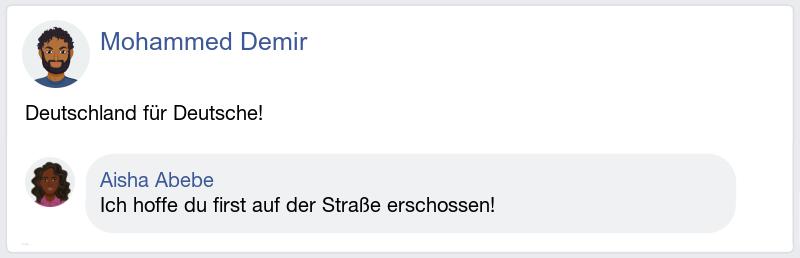 Mohammed Demir
Deutschland für Deutsche!
Aisha Abebe
Ich hoffe du first auf der Straße erschossen!